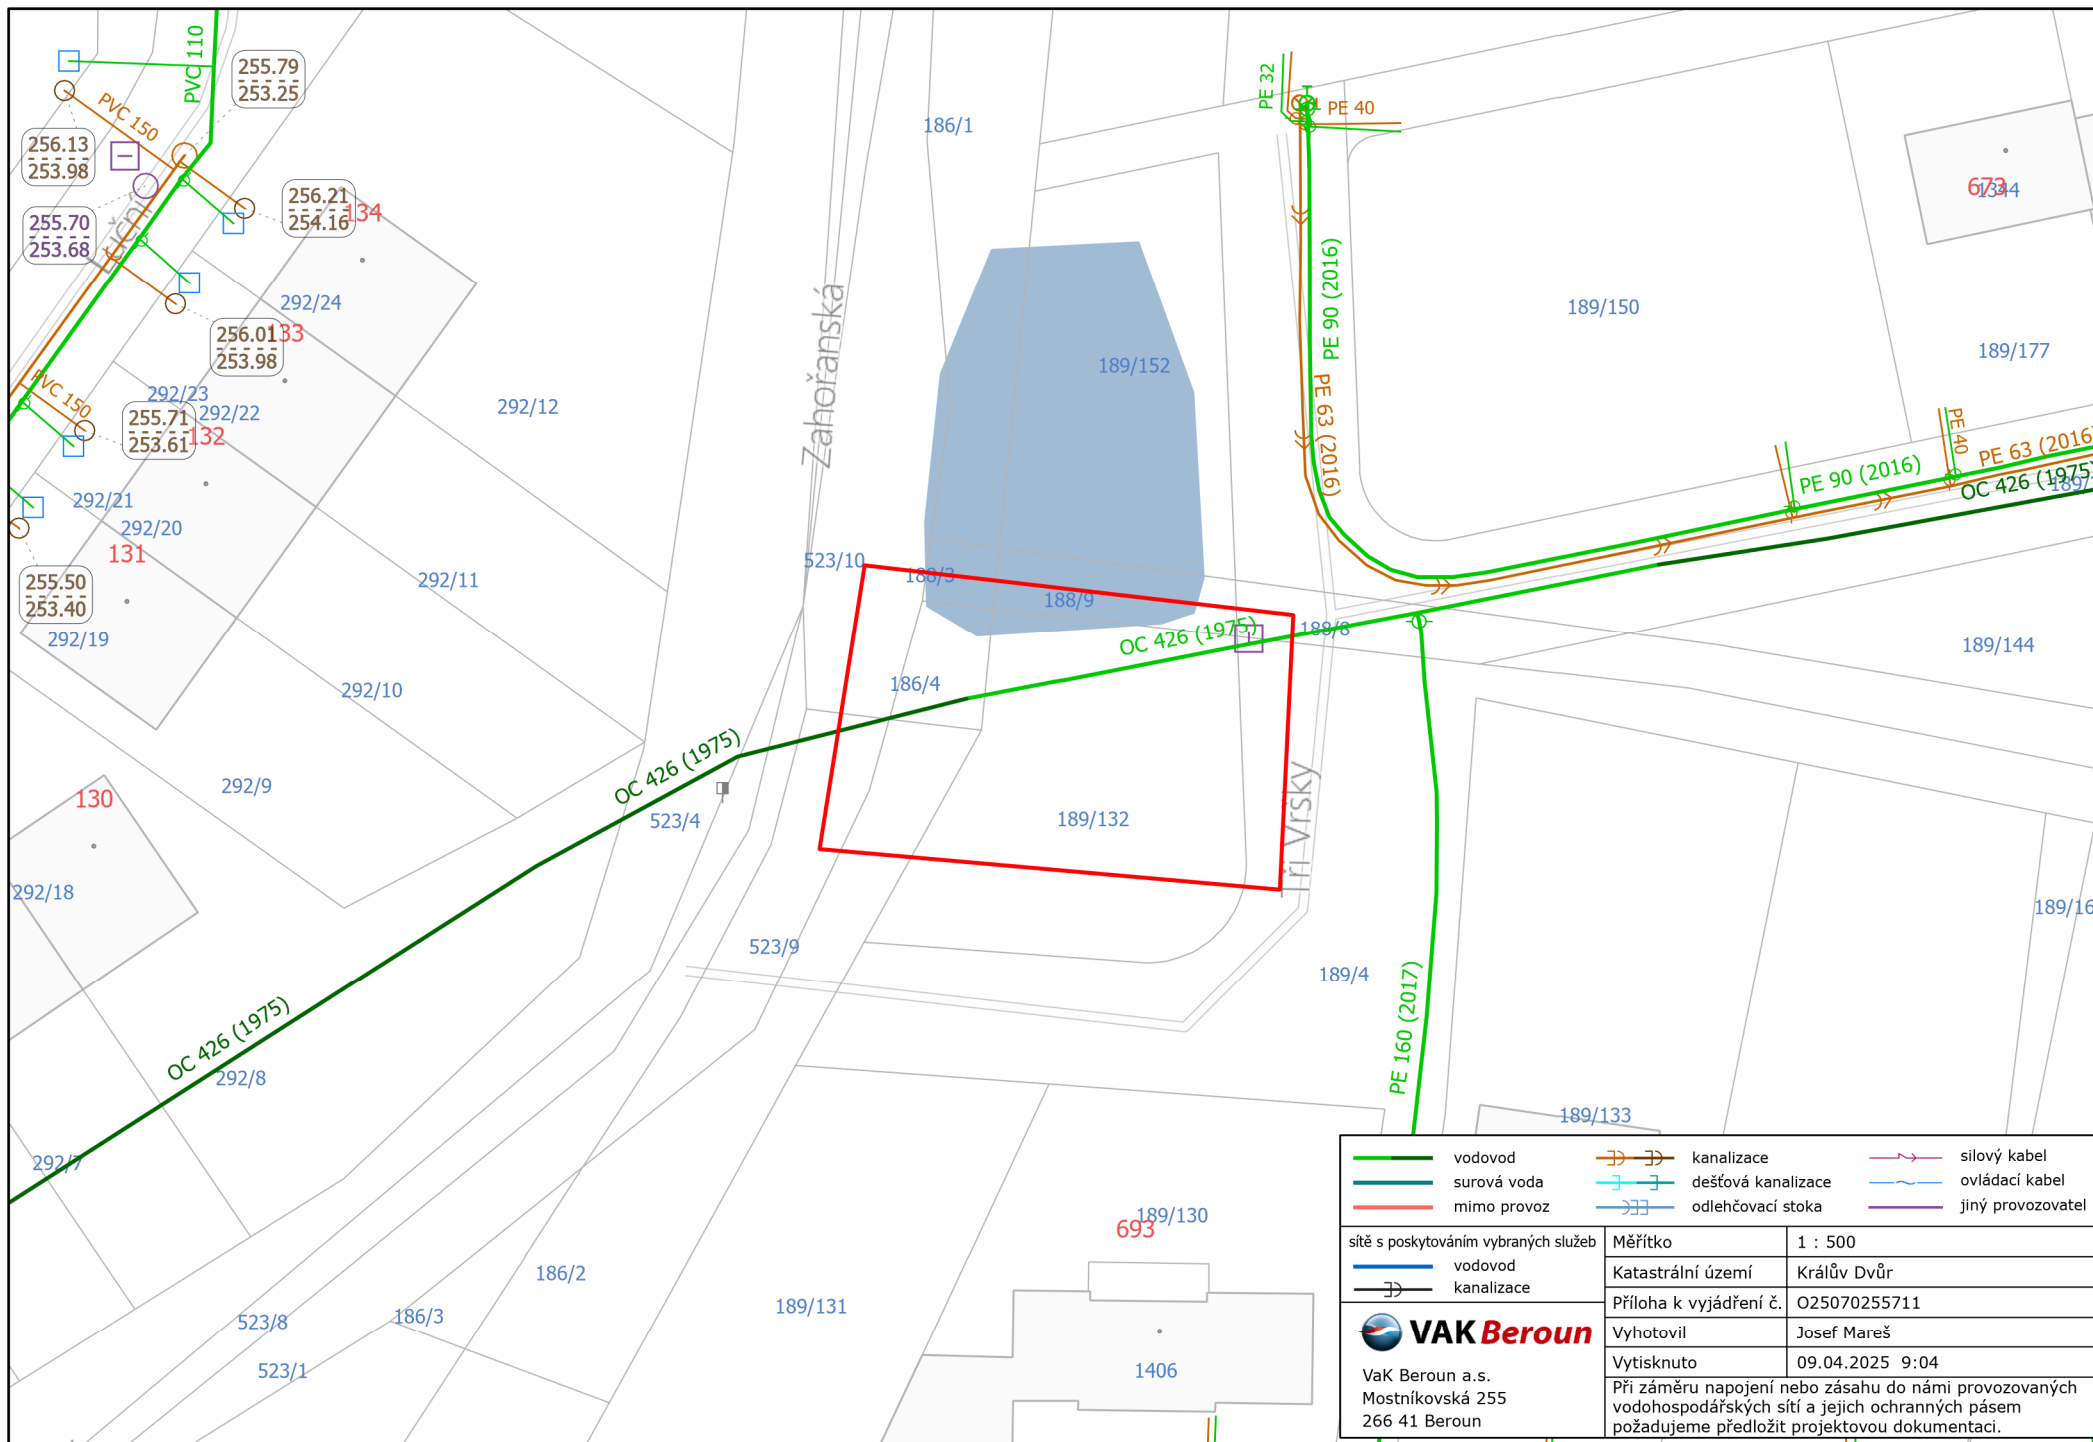 PVC 110
255.79
253.25
PVC 150
256.13
253.98
256.21
254.16
134
255.70
253.68
Luční
186/1
PE 32
PE 40
673
1344
292/24
256.01
253.98
133
Zahořanská
PE 90 (2016)
189/150
189/152
189/177
PVC 150
292/23
292/22
255.71
253.61
132
292/12
PE 63 (2016)
PE 40
PE 63 (2016)
PE 90 (2016)
OC 426 (1975)
292/21
292/20
131
523/10
188/3
188/9
292/11
255.50
253.40
292/19
OC 426 (1975)
188/8
189/144
292/10
186/4
OC 426 (1975)
292/9
130
523/4
189/132
Tři Vršky
292/18
189/16
523/9
189/4
OC 426 (1975)
PE 160 (2017)
292/8
189/133
292/7
189/130
693
186/2
189/131
186/3
523/8
523/1
1406
vodovod
kanalizace
silový kabel
surová voda
dešťová kanalizace
ovládací kabel
mimo provoz
odlehčovací stoka
jiný provozovatel
sítě s poskytováním vybraných služeb
vodovod
kanalizace
Měřítko 1 : 500
Katastrální území Králův Dvůr
Příloha k vyjádření č. O25070255711
Vyhotovil Josef Mareš
Vytisknuto 09.04.2025 9:04
VAK Beroun
VaK Beroun a.s.
Mostníkovská 255
266 41 Beroun
Při záměru napojení nebo zásahu do námi provozovaných
vodohospodářských sítí a jejich ochranných pásem
požadujeme předložit projektovou dokumentaci.